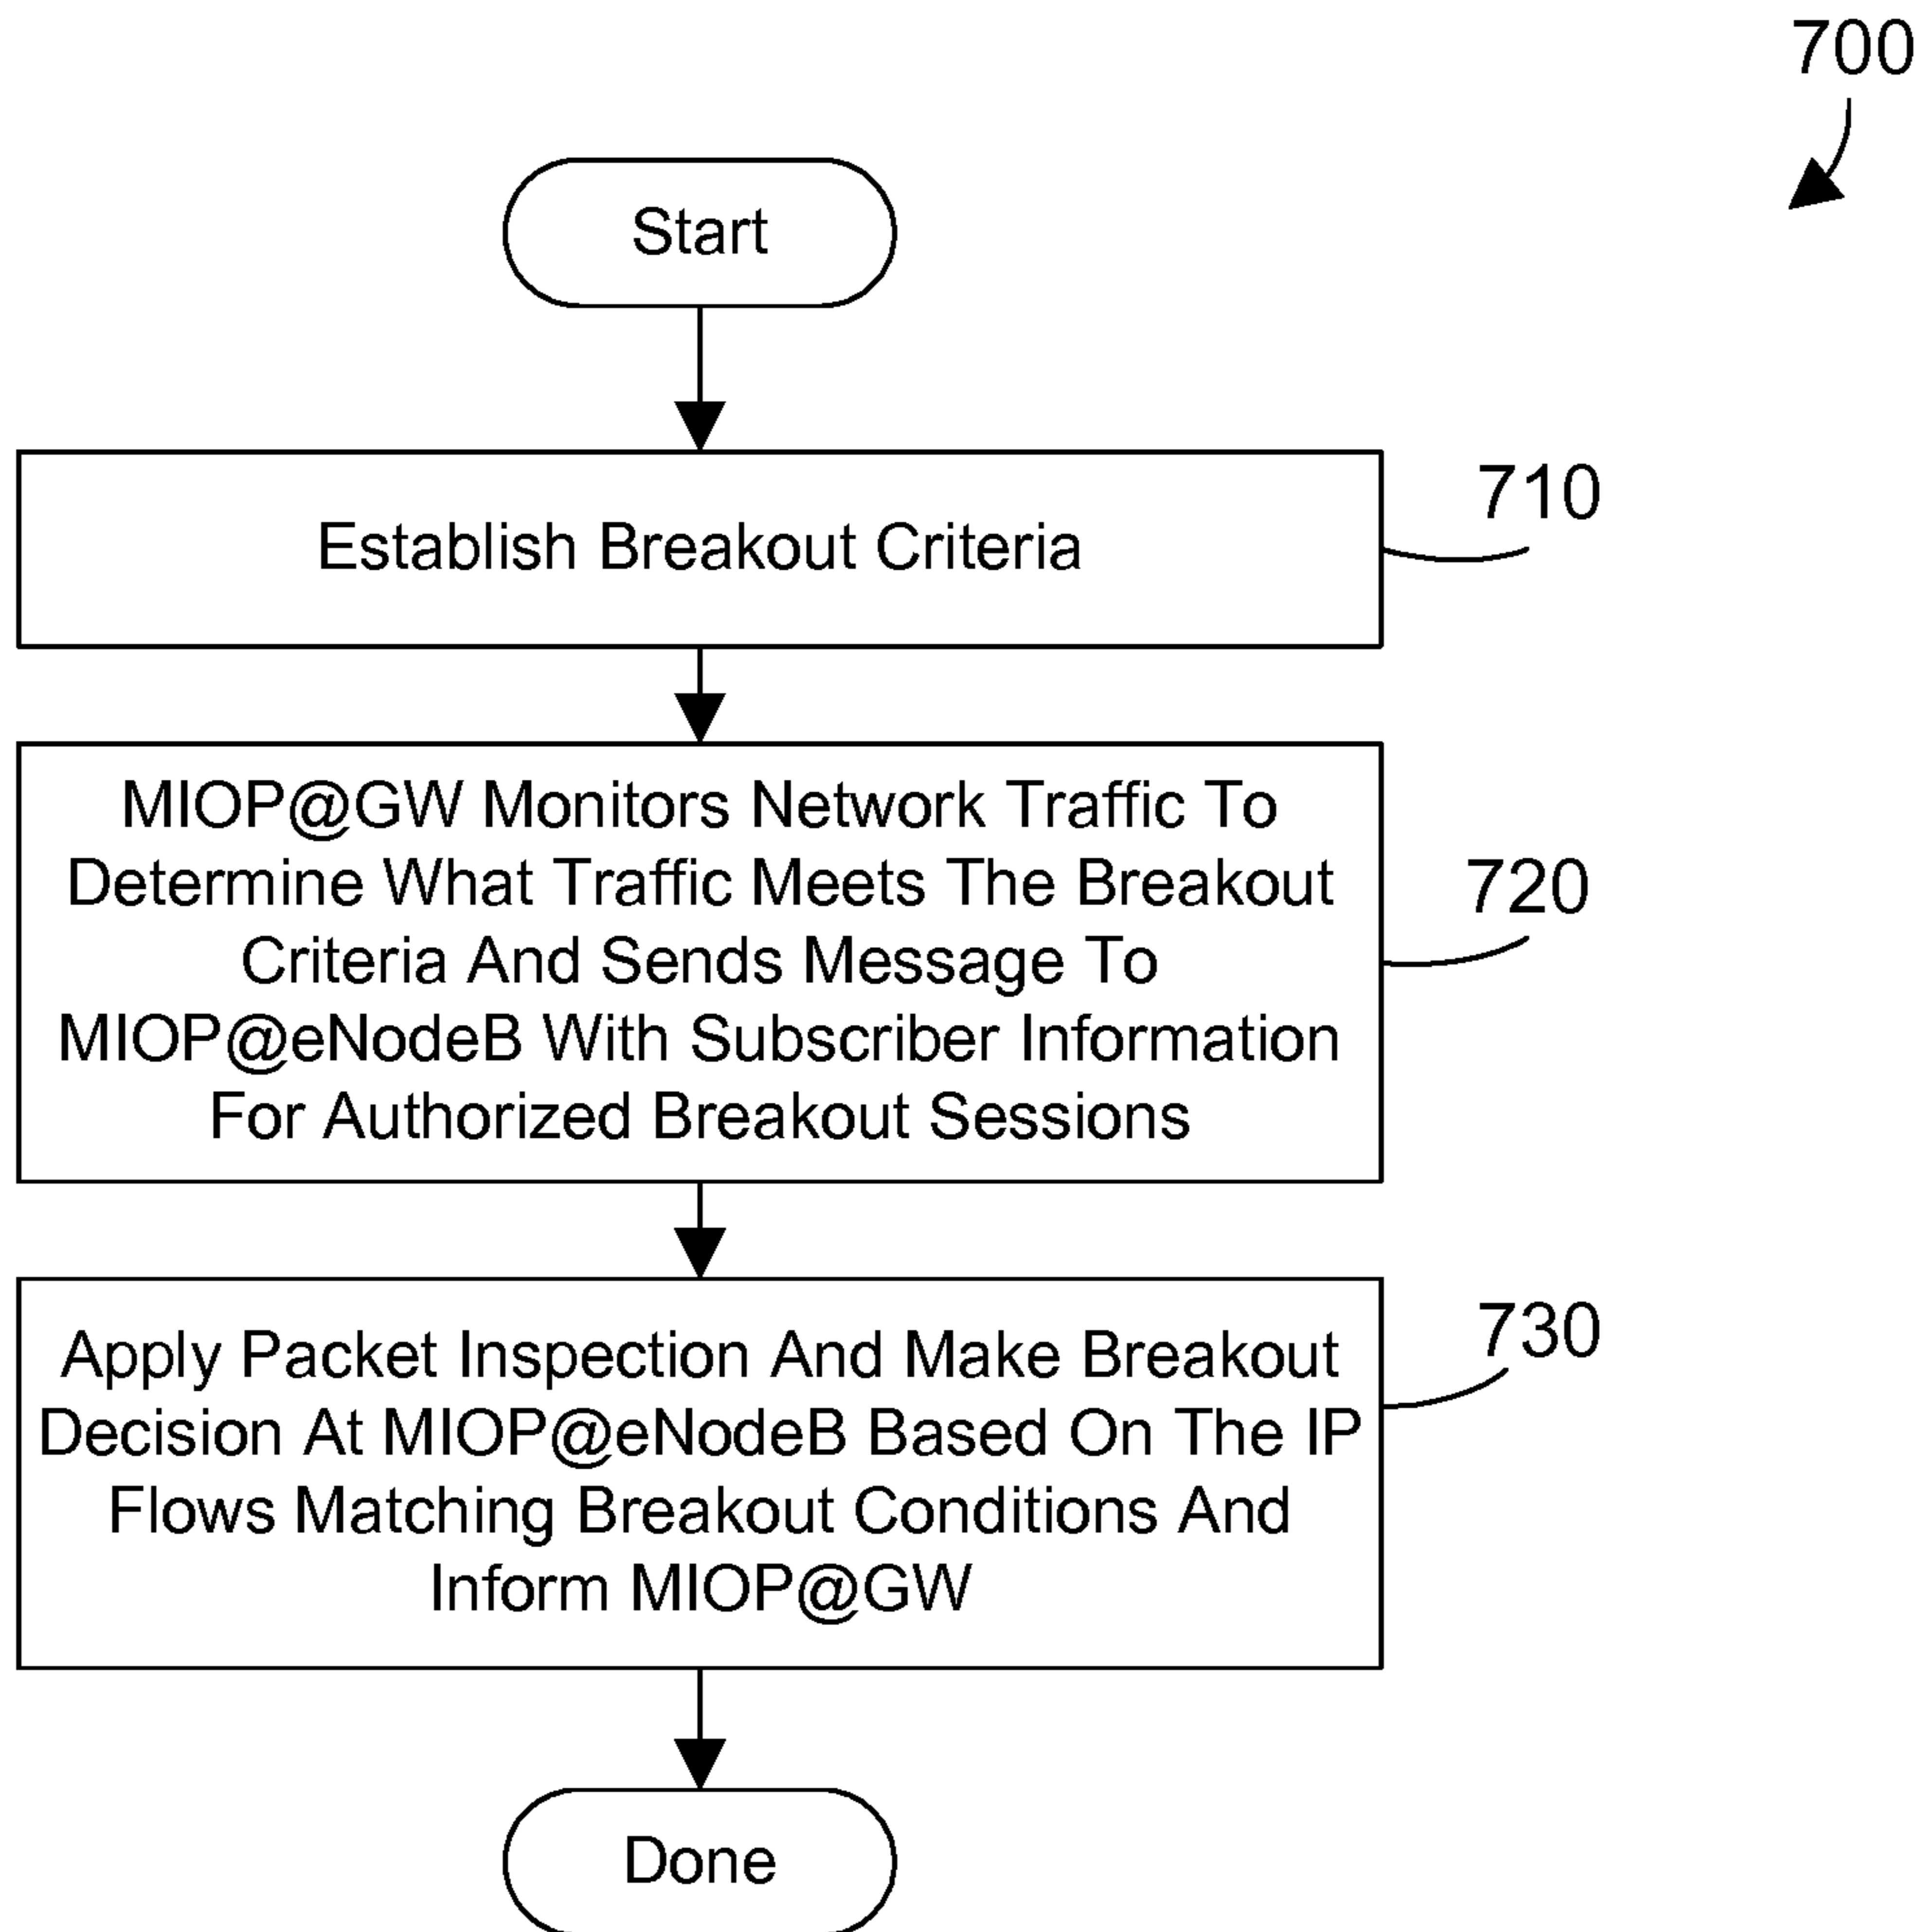 700
Start
Establish Breakout Criteria
710
MIOP@GW Monitors Network Traffic To
Determine What Traffic Meets The Breakout
Criteria And Sends Message To
MIOP@eNodeB With Subscriber Information
For Authorized Breakout Sessions
720
Apply Packet Inspection And Make Breakout
Decision At MIOP@eNodeB Based On The IP
Flows Matching Breakout Conditions And
Inform MIOP@GW
730
Done